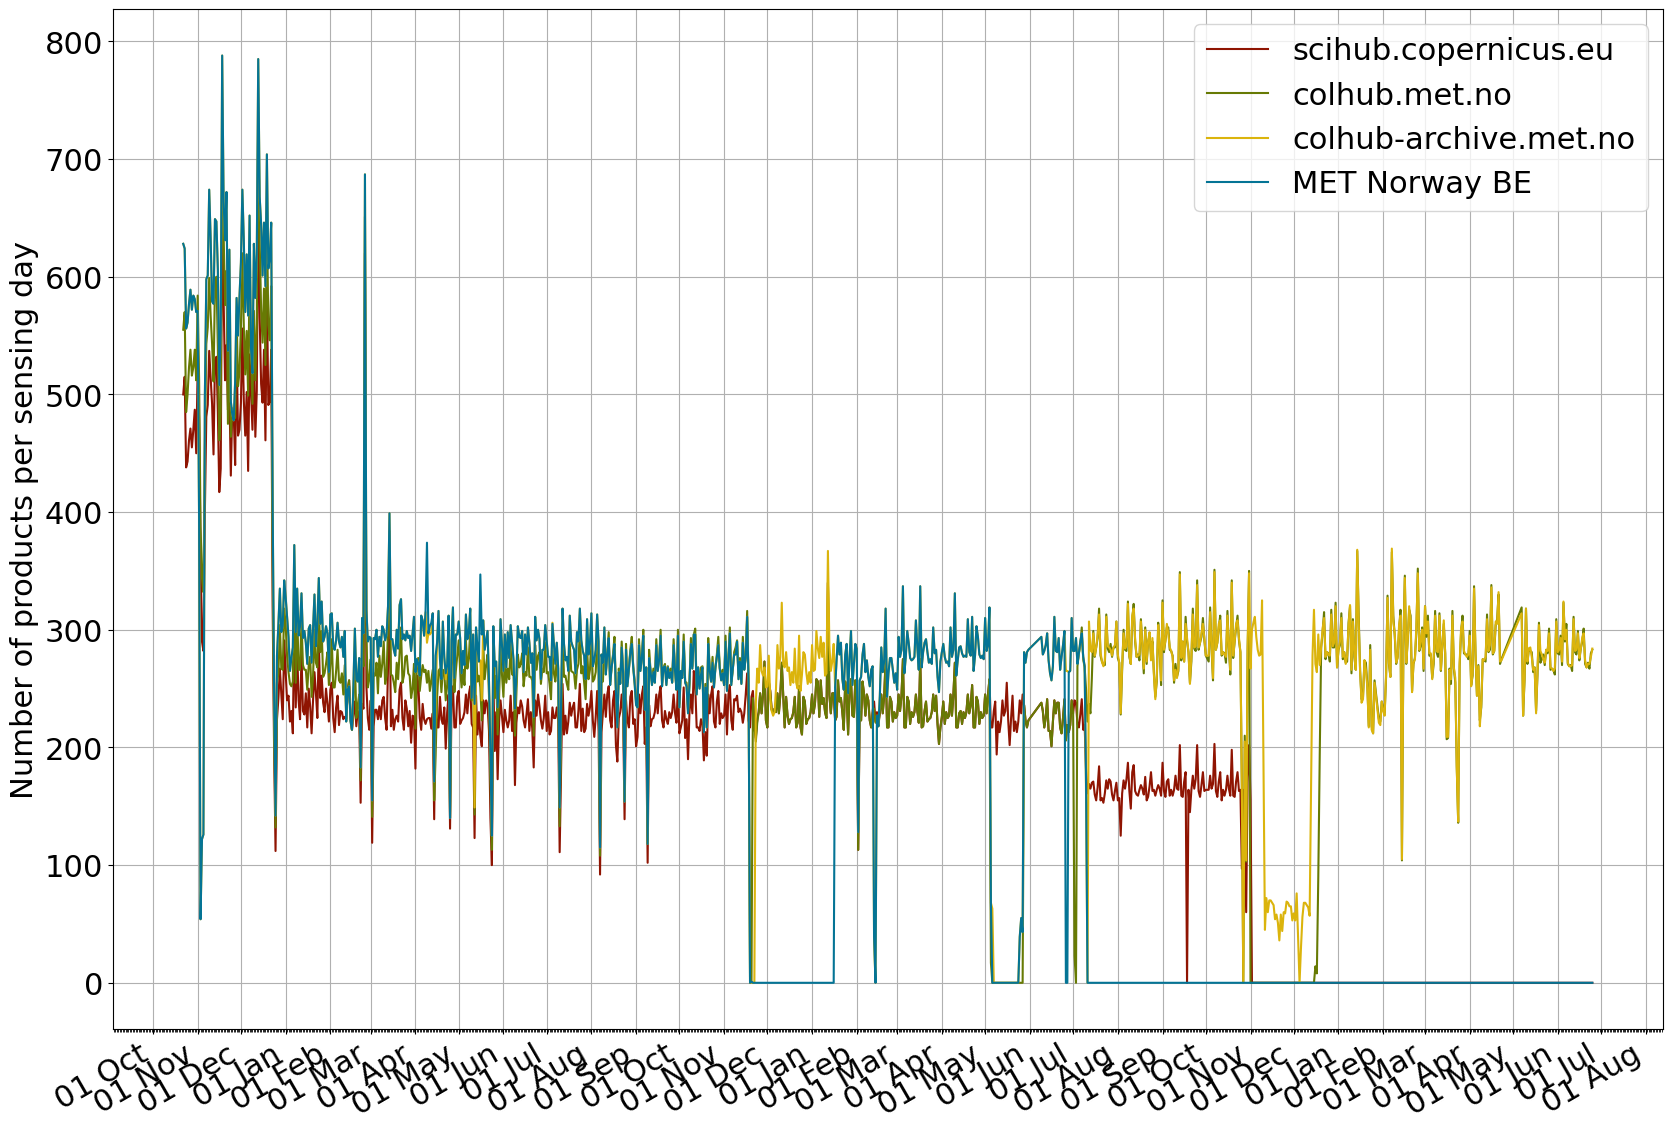 Number of products per sensing day
800
700
600
500
400
300
200
100
0
scihub.copernicus.eu
colhub.met.no
colhub-archive.met.no
MET Norway BE
01 Oct
01 Nov
01 Dec
01 Jan
01 Feb
01 Mar
01 Apr
01 May
01 Jun
01 Jul
01 Aug
01 Sep
01 Oct
01 Nov
01 Dec
01 Jan
01 Feb
01 Mar
01 Apr
01 May
01 Jun
01 Jul
01 Aug
01 Sep
01 Oct
01 Nov
01 Dec
01 Jan
01 Feb
01 Mar
01 Apr
01 May
01 Jun
01 Jul
01 Aug